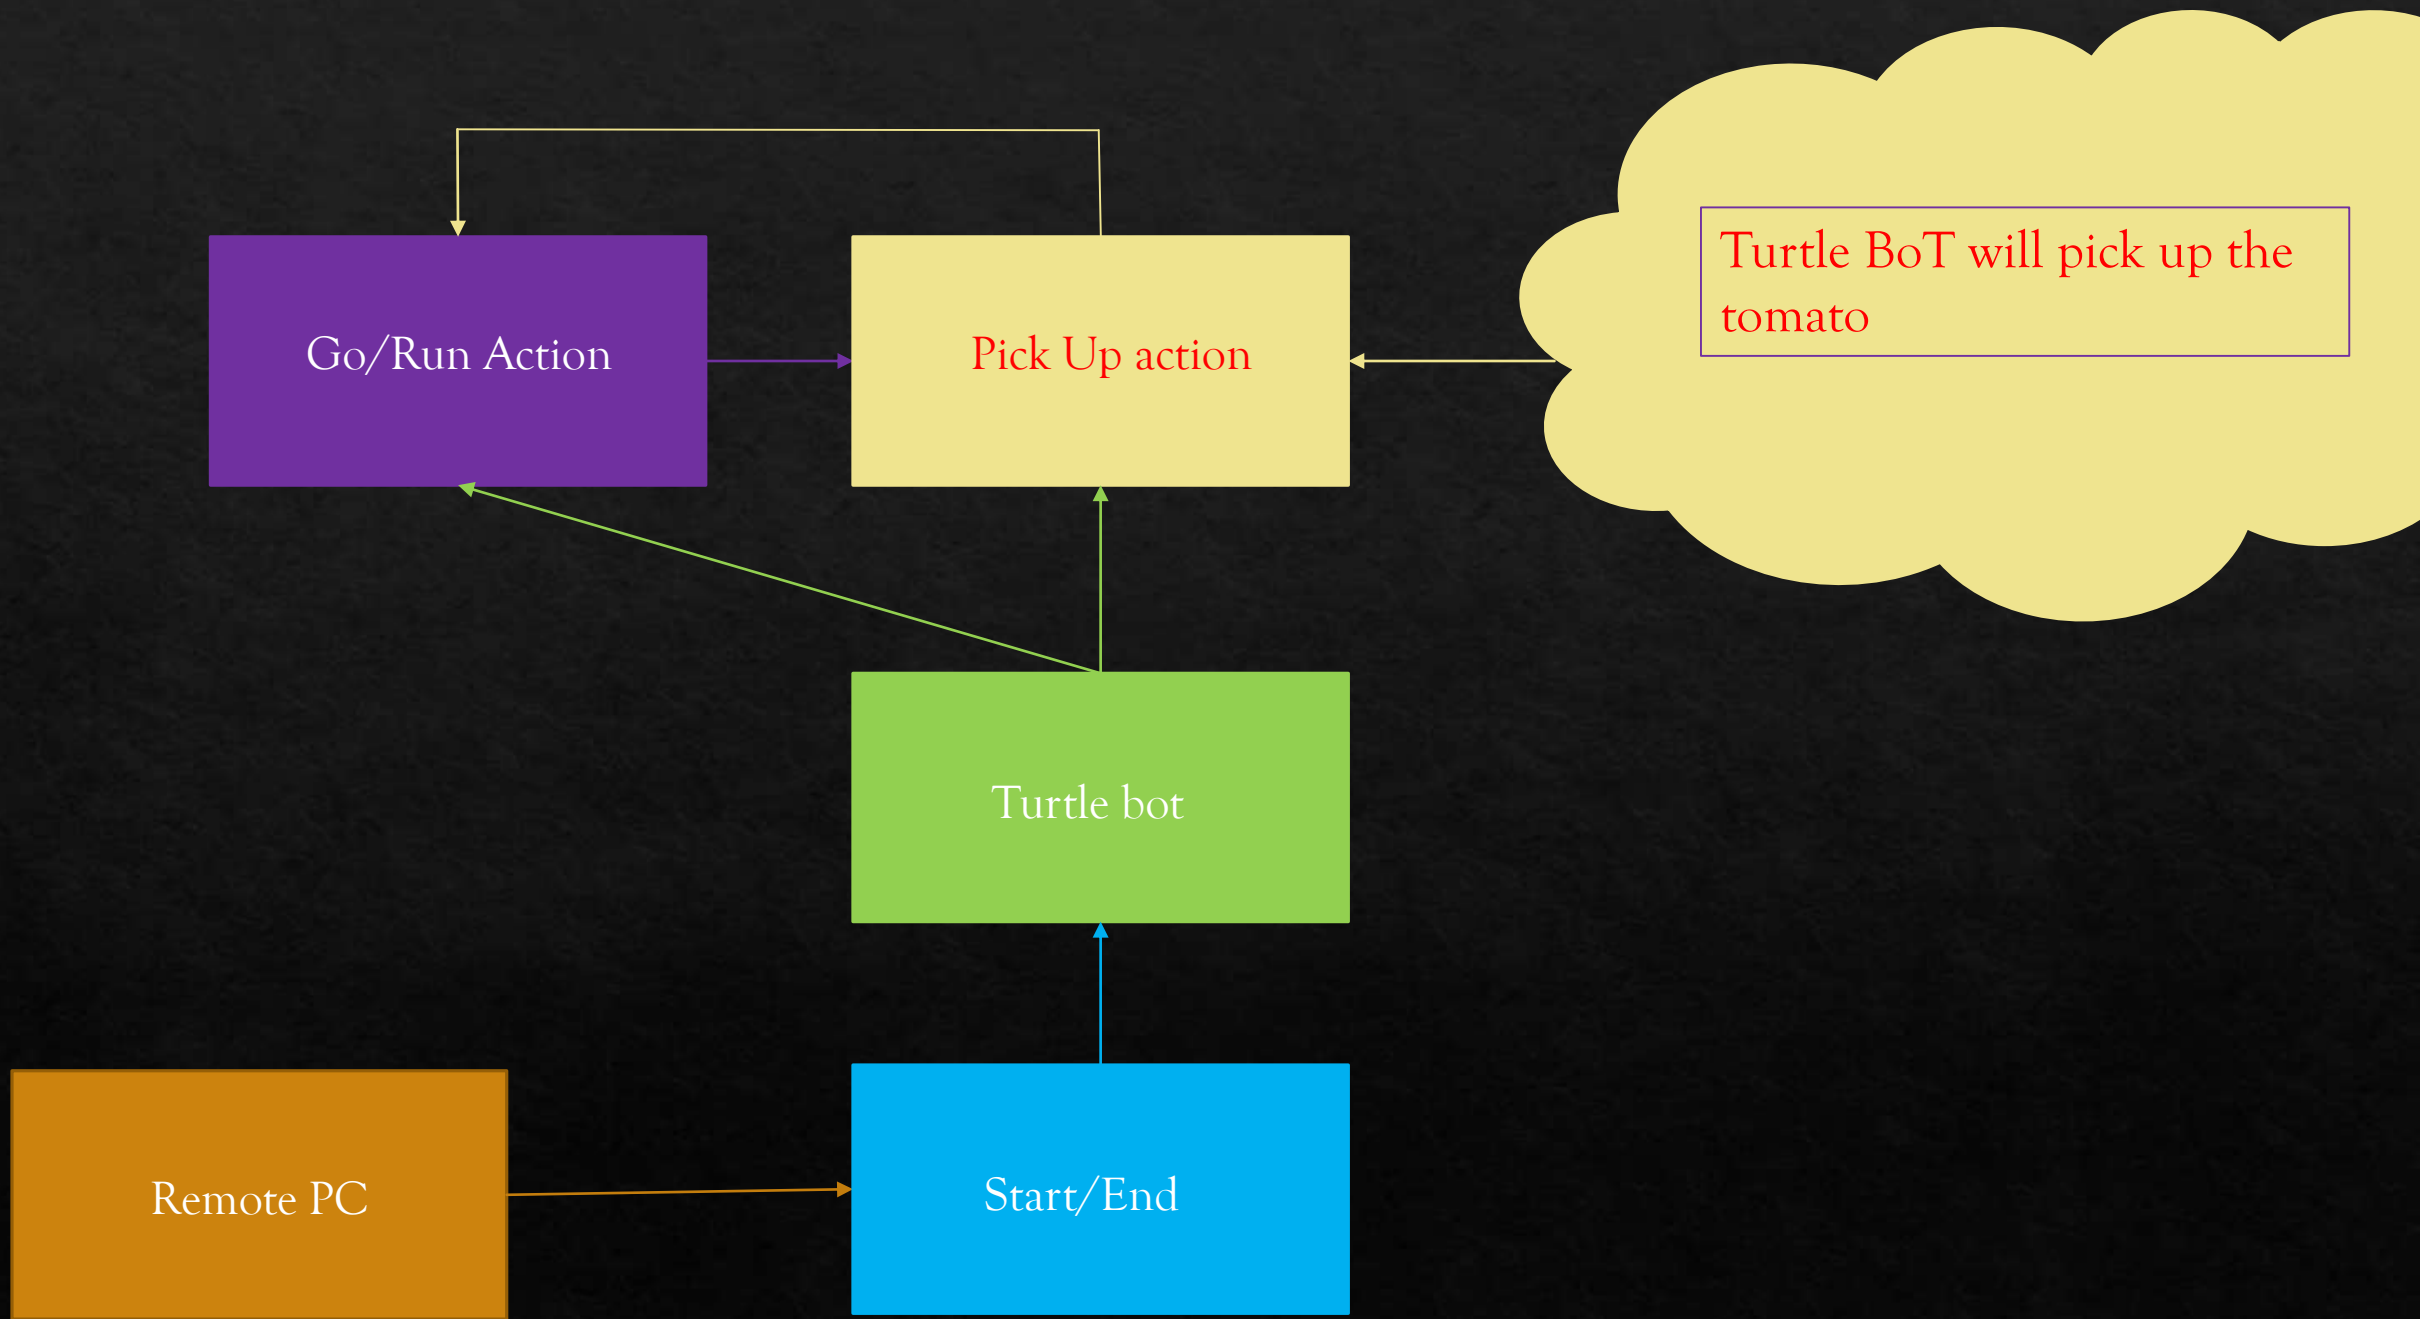 Turtle BoT will pick up the
tomato
Go/Run Action
Pick Up action
Turtle bot
Remote PC
Start/End